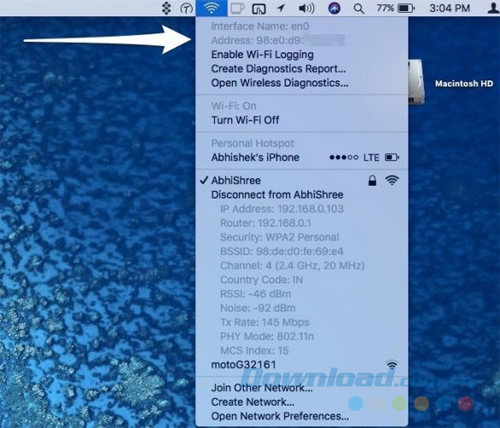 77%
3:04 PM
Interface Name: en0
Address: 98:e0:d9:
Enable Wi-Fi Logging
Create Diagnostics Report...
Open Wireless Diagnostics...
Macintosh HD
Wi-Fi: On
Turn Wi-Fi Off
Personal Hotspot
Abhishek's iPhone LTE
AbhiShree
Disconnect from AbhiShree
IP Address: 192.168.0.103
Router: 192.168.0.1
Security: WPA2 Personal
BSSID: 98:de:d0:fe:69:e4
Channel: 4 (2.4 GHz, 20 MHz)
Country Code: IN
RSSI: -46 dBm
Noise: -92 dBm
Tx Rate: 145 Mbps
PHY Mode: 802.11n
MCS Index: 15
motoG32161
Download
Join Other Network...
Create Network...
Open Network Preferences...